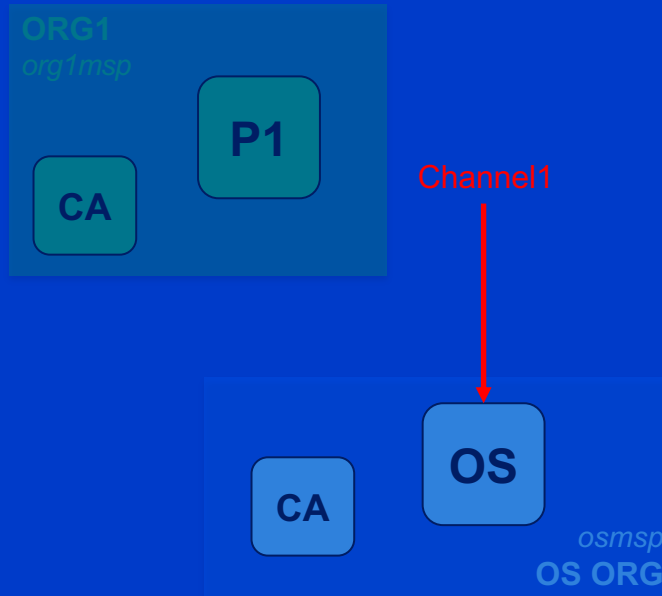 ORG1
org1msp
P1
CA
Channel1
OS
CA
osmsp
OS ORG